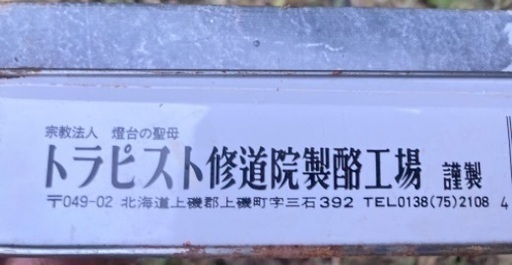 宗教法人 燈台の聖母
トラピスト修道院製酪工場 謹製
〒049-02 北海道上磯郡上磯町字三石392 TEL0138(75)2108
4